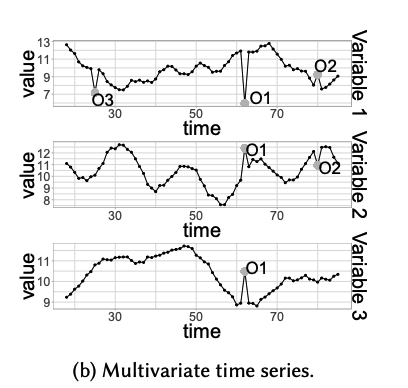 13
11
9
7
value
O3
O1
O2
Variable 1
30
50
70
time
12
11
10
9
8
value
O1
O2
Variable 2
30
50
70
time
11
10
9
value
O1
Variable 3
30
50
70
time
(b) Multivariate time series.